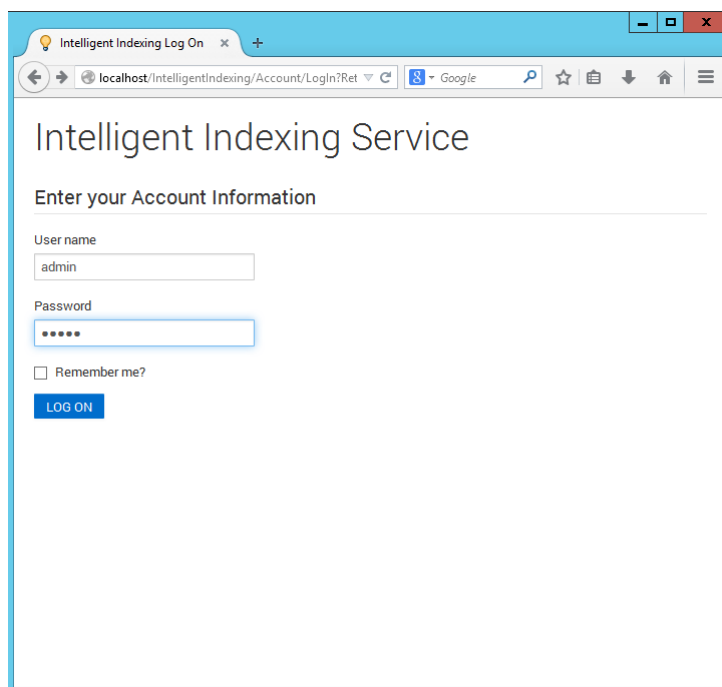 Intelligent Indexing Log On
localhost/IntelligentIndexing/Account/LogIn?Ret
Google
Intelligent Indexing Service
Enter your Account Information
User name
admin
Password
•••••
Remember me?
LOG ON